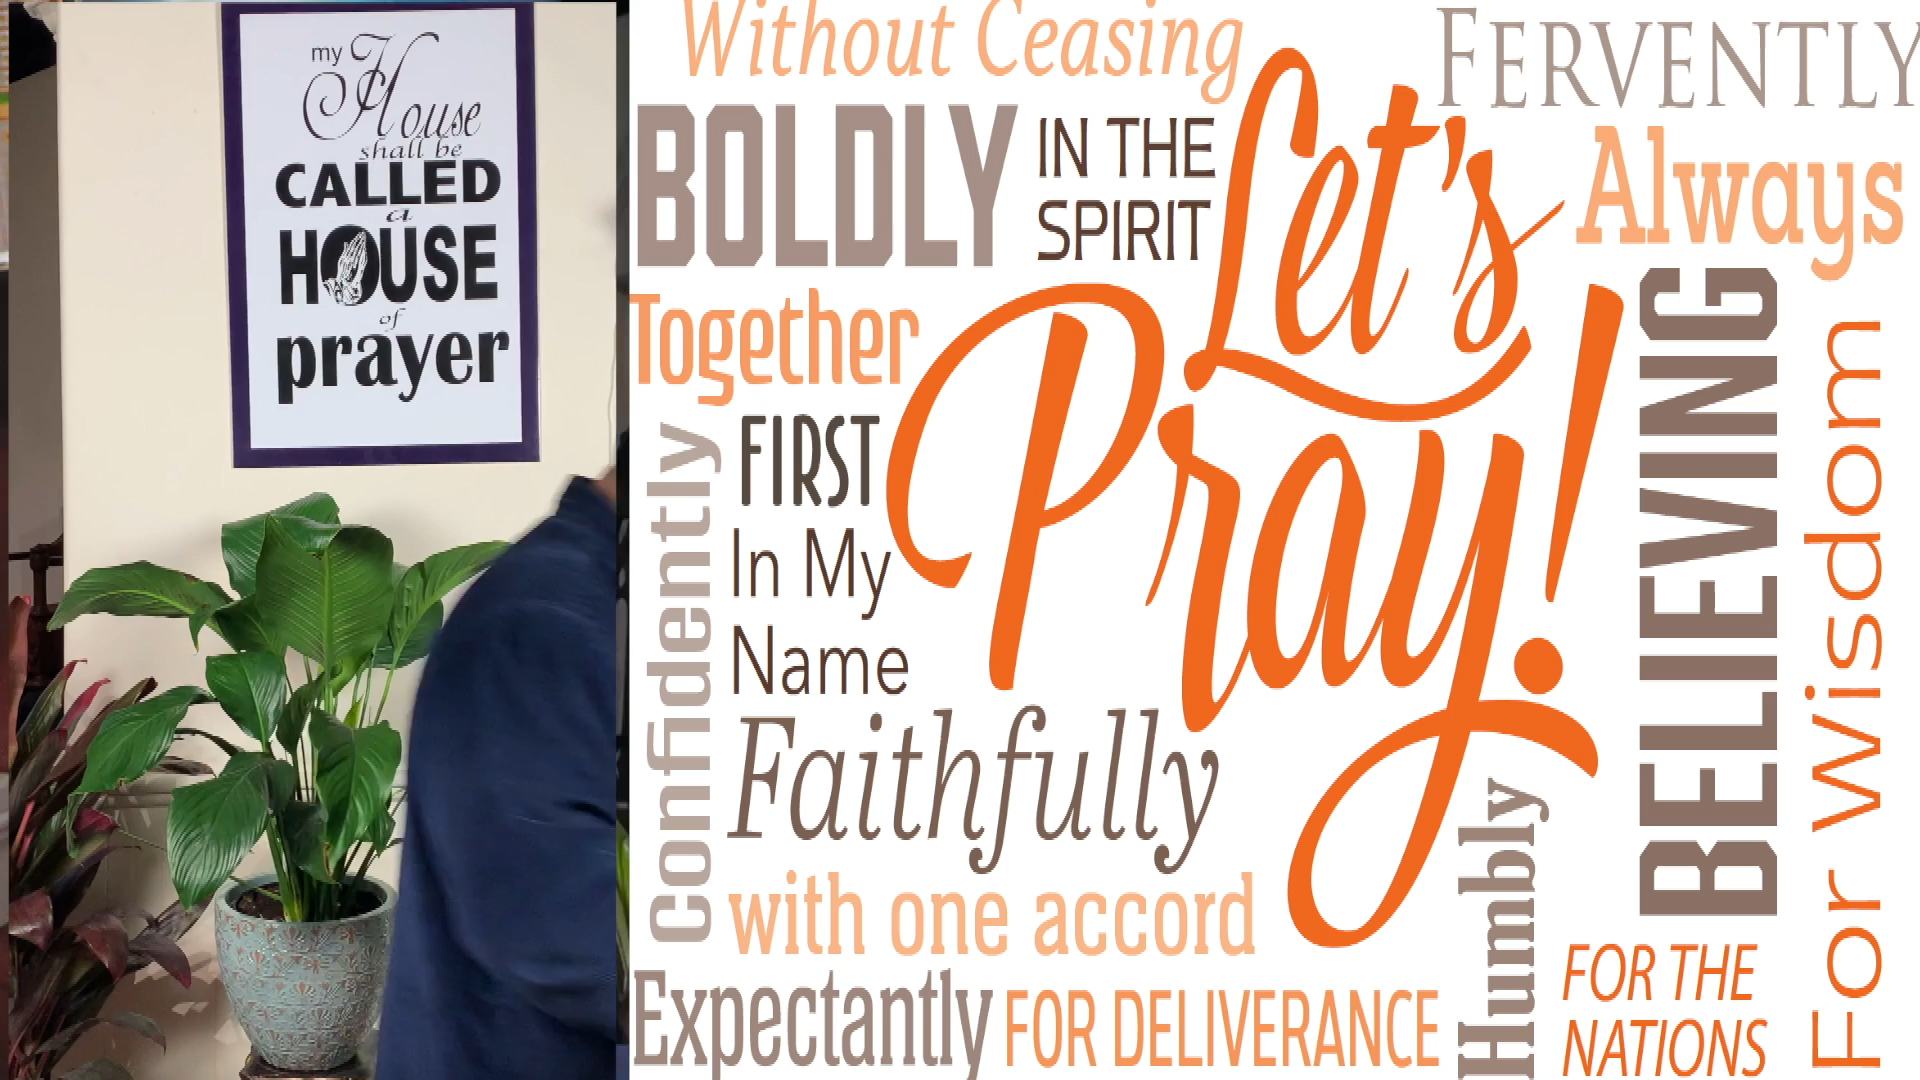 my House
shall be
CALLED
a
HOUSE
of
prayer
Without Ceasing
FERVENTLY
BOLDLY
IN THE
SPIRIT
Let's
Pray!
Always
Together
FIRST
In My
Name
Confidently
Faithfully
with one accord
Expectantly
FOR DELIVERANCE
Humbly
BELIEVING
For Wisdom
FOR THE
NATIONS